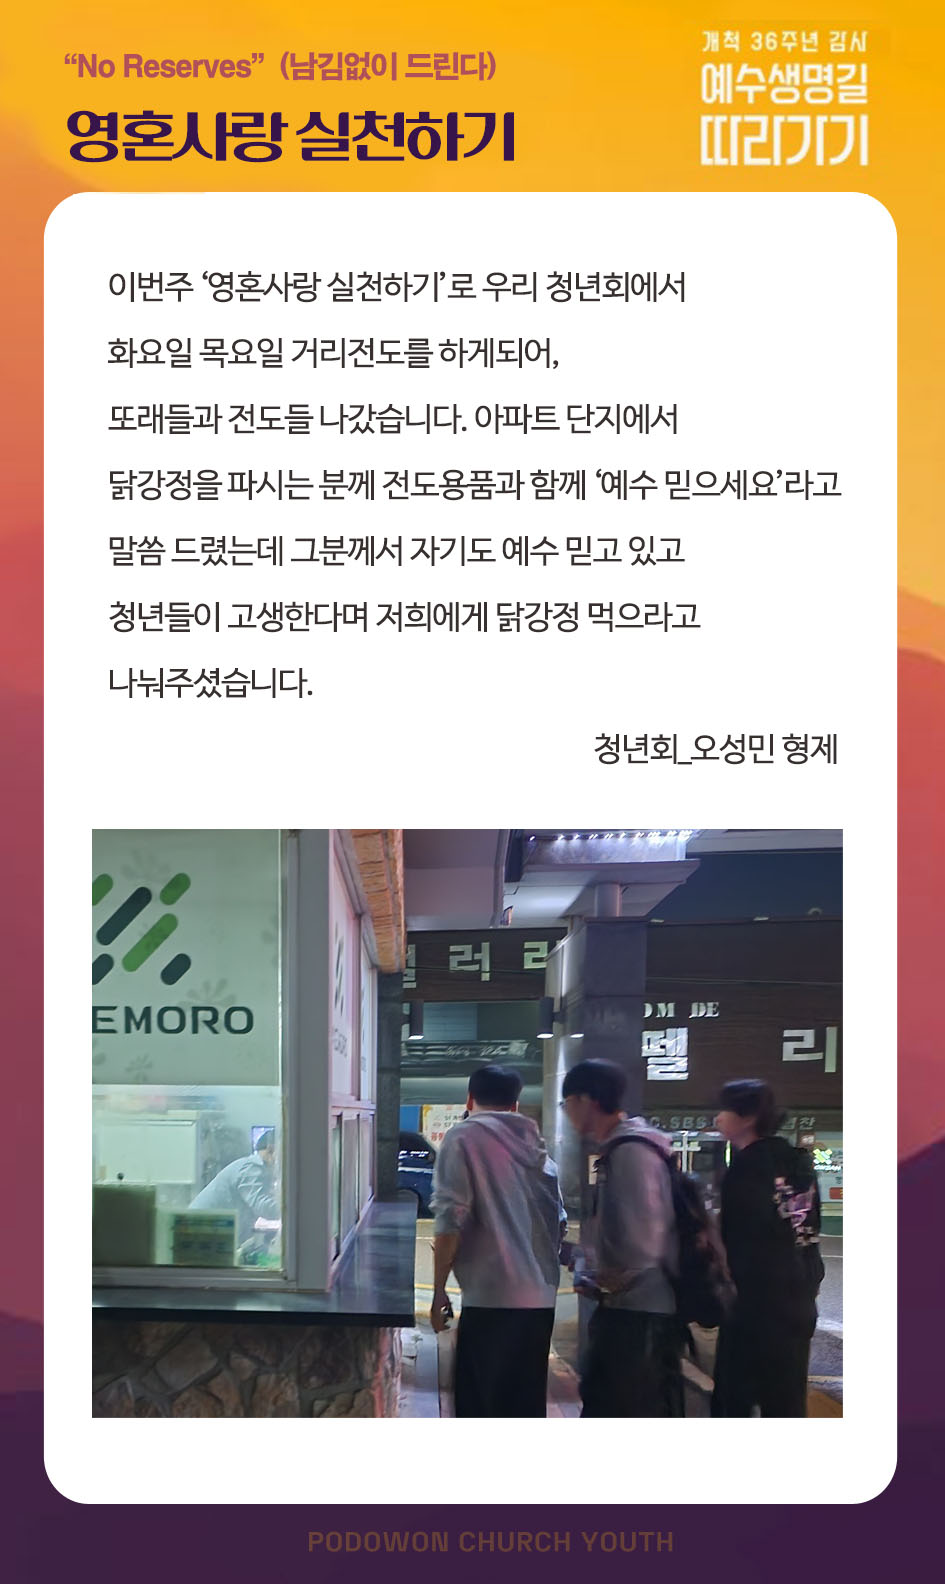 “No Reserves” (남김없이 드린다)
영혼사랑 실천하기
개척 36주년 감사
예수생명길
따라가기
이번주 ‘영혼사랑 실천하기’로 우리 청년회에서
화요일 목요일 거리전도를 하게되어,
또래들과 전도들 나갔습니다. 아파트 단지에서
닭강정을 파시는 분께 전도용품과 함께 ‘예수 믿으세요’라고
말씀 드렸는데 그분께서 자기도 예수 믿고 있고
청년들이 고생한다며 저희에게 닭강정 먹으라고
나눠주셨습니다.
청년회_오성민 형제
EMORO
EMORO
럭 리
OM DE
텔 리
PODOWON CHURCH YOUTH